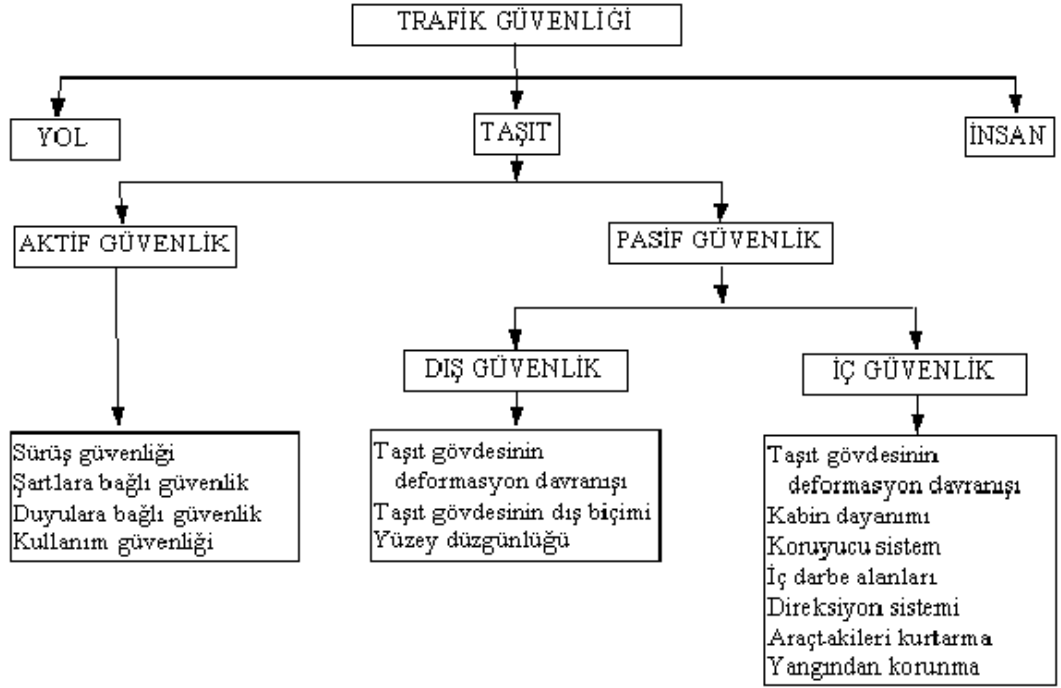 TRAFİK GÜVENLİĞİ
YOL
TAŞIT
İNSAN
AKTİF GÜVENLİK
PASİF GÜVENLİK
DIŞ GÜVENLİK
İÇ GÜVENLİK
Sürüş güvenliği
Şartlara bağlı güvenlik
Duyulara bağlı güvenlik
Kullanım güvenliği
Taşıt gövdesinin
deformasyon davranışı
Taşıt gövdesinin dış biçimi
Yüzey düzgünlüğü
Taşıt gövdesinin
deformasyon davranışı
Kabin dayanımı
Koruyucu sistem
İç darbe alanları
Direksiyon sistemi
Araçtakileri kurtarma
Yangından korunma